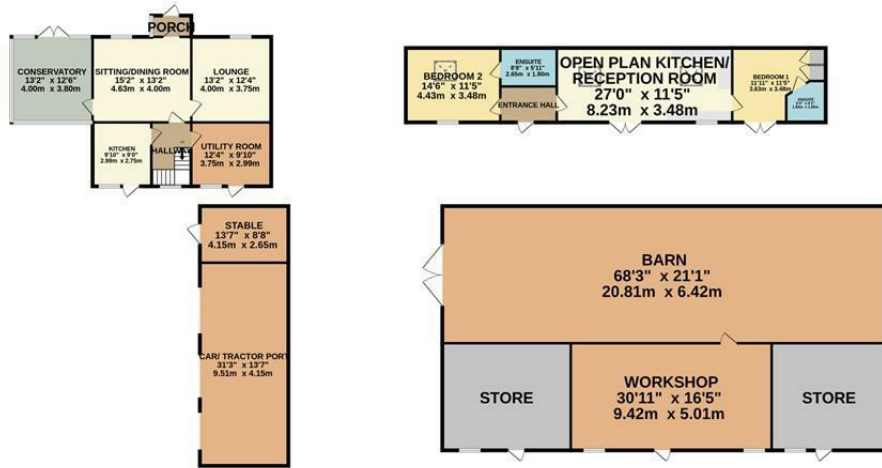 PORCH
CONSERVATORY
13'2" x 12'6"
4.00m x 3.80m
SITTING/DINING ROOM
15'2" x 13'2"
4.63m x 4.00m
LOUNGE
13'2" x 12'4"
4.00m x 3.75m
KITCHEN
9'10" x 9'0"
2.99m x 2.75m
HALLWAY
UTILITY ROOM
12'4" x 9'10"
3.75m x 2.99m
BEDROOM 2
14'6" x 11'5"
4.43m x 3.48m
ENSUITE
8'8" x 5'11"
2.65m x 1.80m
ENTRANCE HALL
OPEN PLAN KITCHEN/
RECEPTION ROOM
27'0" x 11'5"
8.23m x 3.48m
BEDROOM 1
11'11" x 11'5"
3.63m x 3.48m
ENSUITE
STABLE
13'7" x 8'8"
4.15m x 2.65m
CAR/ TRACTOR PORT
31'3" x 13'7"
9.51m x 4.15m
BARN
68'3" x 21'1"
20.81m x 6.42m
STORE
WORKSHOP
30'11" x 16'5"
9.42m x 5.01m
STORE